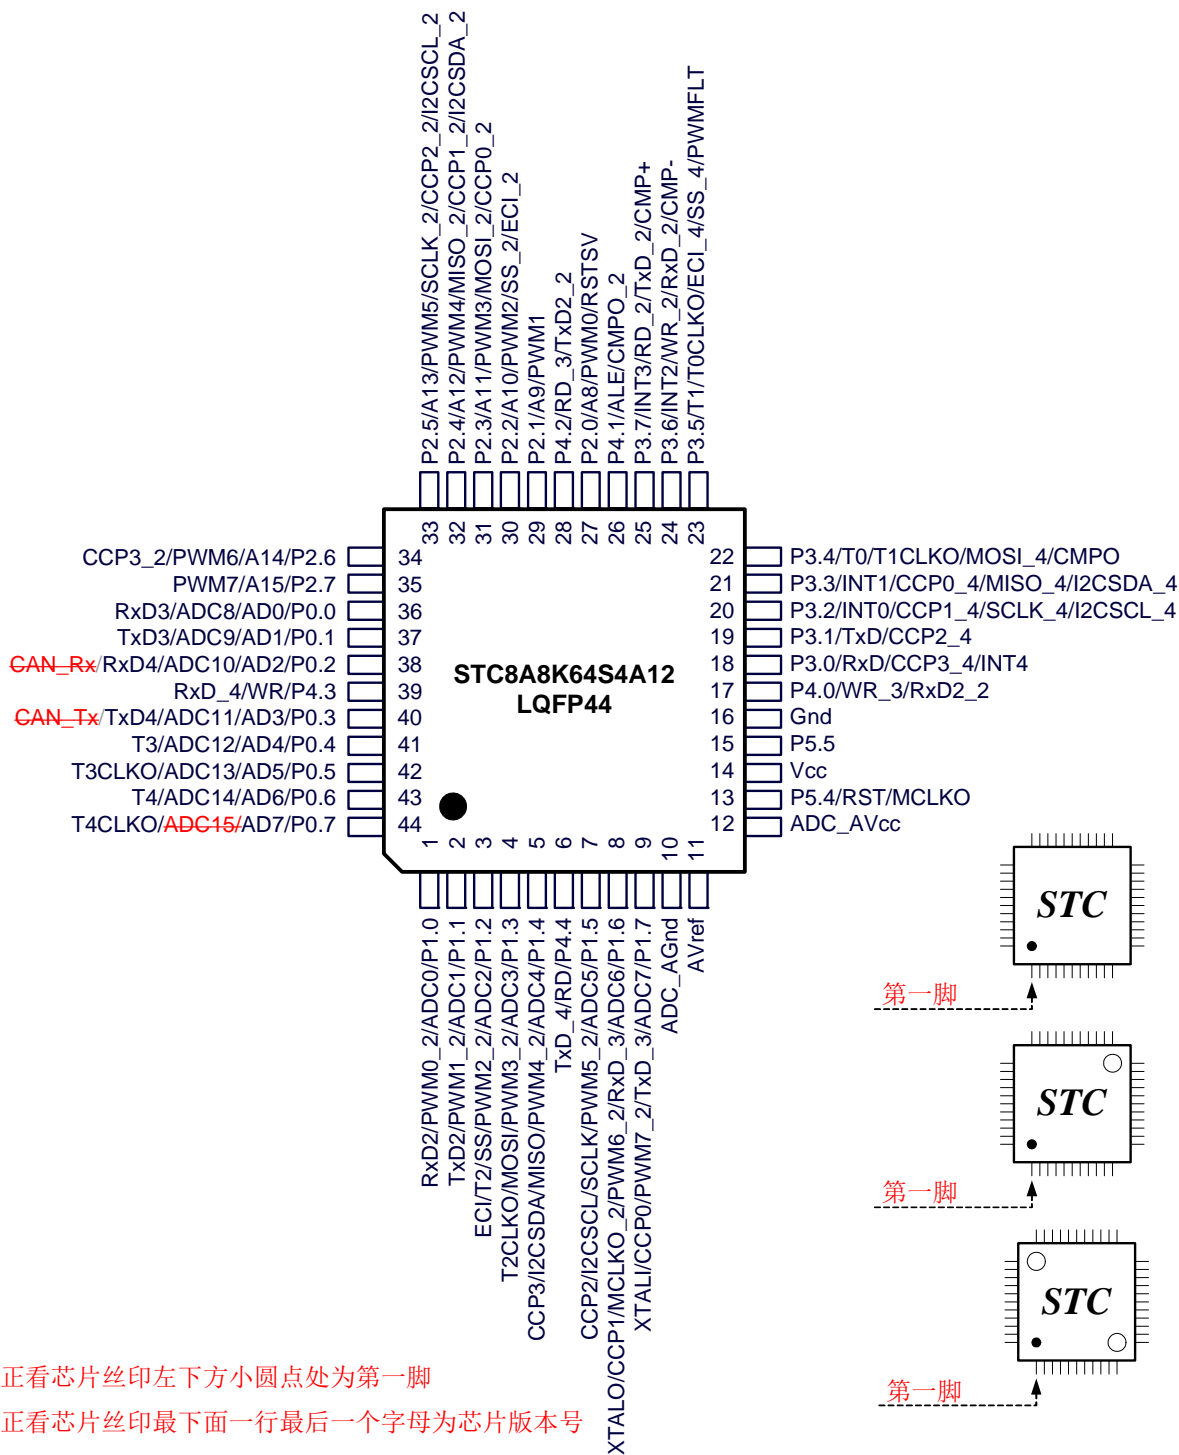 P2.5/A13/PWM5/SCLK_2/CCP2_2/I2CSCL_2
P2.4/A12/PWM4/MISO_2/CCP1_2/I2CSDA_2
P2.3/A11/PWM3/MOSI_2/CCP0_2
P2.2/A10/PWM2/SS_2/ECI_2
P2.1/A9/PWM1
P4.2/RD_3/TxD2_2
P2.0/A8/PWM0/RSTSV
P4.1/ALE/CMPO_2
P3.7/INT3/RD_2/TxD_2/CMP+
P3.6/INT2/WR_2/RxD_2/CMP-
P3.5/T1/T0CLKO/ECI_4/SS_4/PWMFLT
33 32 31 30 29 28 27 26 25 24 23
CCP3_2/PWM6/A14/P2.6 34
PWM7/A15/P2.7 35
RxD3/ADC8/AD0/P0.0 36
TxD3/ADC9/AD1/P0.1 37
CAN_Rx/RxD4/ADC10/AD2/P0.2 38
RxD_4/WR/P4.3 39
CAN_Tx/TxD4/ADC11/AD3/P0.3 40
T3/ADC12/AD4/P0.4 41
T3CLKO/ADC13/AD5/P0.5 42
T4/ADC14/AD6/P0.6 43
T4CLKO/ADC15/AD7/P0.7 44
STC8A8K64S4A12
LQFP44
22 P3.4/T0/T1CLKO/MOSI_4/CMPO
21 P3.3/INT1/CCP0_4/MISO_4/I2CSDA_4
20 P3.2/INT0/CCP1_4/SCLK_4/I2CSCL_4
19 P3.1/TxD/CCP2_4
18 P3.0/RxD/CCP3_4/INT4
17 P4.0/WR_3/RxD2_2
16 Gnd
15 P5.5
14 Vcc
13 P5.4/RST/MCLKO
12 ADC_AVcc
1 2 3 4 5 6 7 8 9 10 11
RxD2/PWM0_2/ADC0/P1.0
TxD2/PWM1_2/ADC1/P1.1
ECI/T2/SS/PWM2_2/ADC2/P1.2
T2CLKO/MOSI/PWM3_2/ADC3/P1.3
CCP3/I2CSDA/MISO/PWM4_2/ADC4/P1.4
TxD_4/RD/P4.4
CCP2/I2CSCL/SCLK/PWM5_2/ADC5/P1.5
XTALO/CCP1/MCLKO_2/PWM6_2/RxD_3/ADC6/P1.6
XTALI/CCP0/PWM7_2/TxD_3/ADC7/P1.7
ADC_AGnd
AVref
STC
第一脚
STC
第一脚
STC
第一脚
正看芯片丝印左下方小圆点处为第一脚
正看芯片丝印最下面一行最后一个字母为芯片版本号